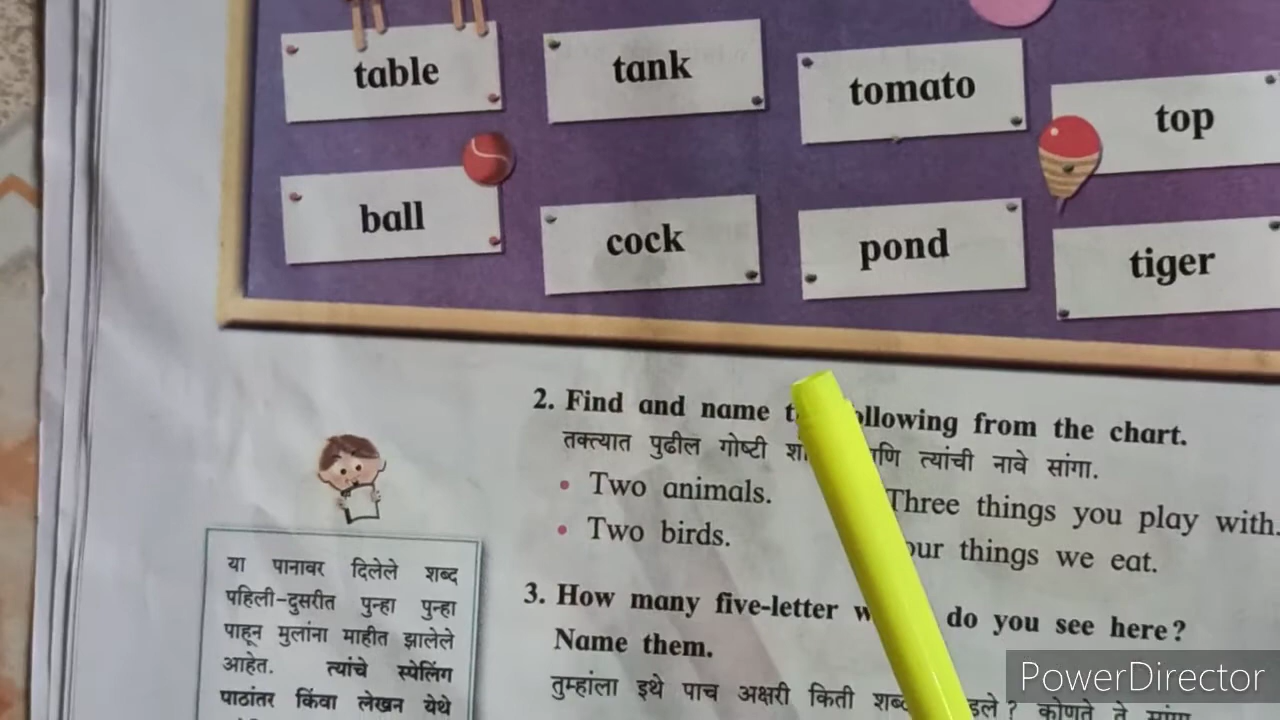 table tank tomato top
ball cock pond tiger
2. Find and name ollowing from the chart.
तक्त्यात पुढील गोष्टी त्यांची नावे सांगा.
• Two animals. Three things you play with.
• Two birds. our things we eat.
3. How many five-letter do you see here?
Name them.
तुम्हांला इथे पाच अक्षरी किती कोणते ते
या पानावर दिलेले शब्द
पहिली-दुसरीत पुन्हा पुन्हा
पाहून मुलांना माहीत झालेले
आहेत. त्यांचे स्पेलिंग
पाठांतर किंवा लेखन येथे
PowerDirector